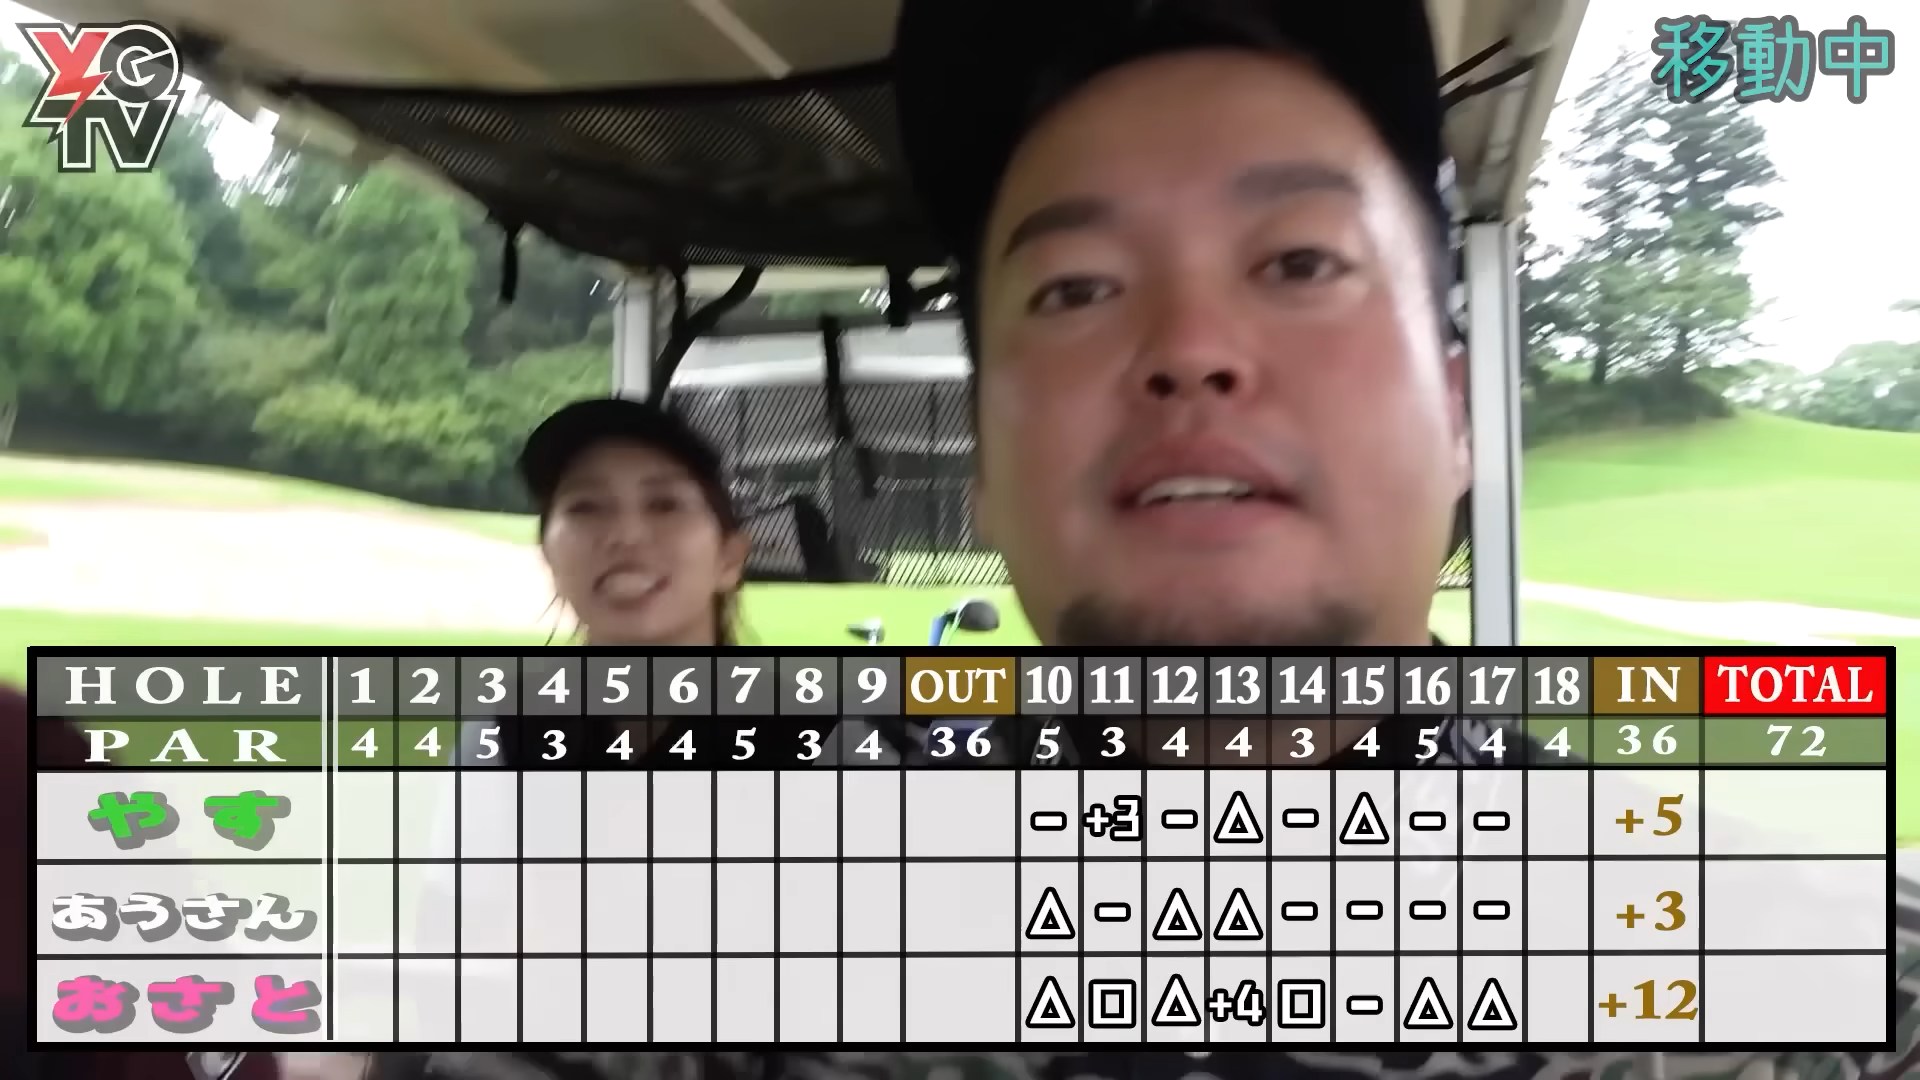 YGTV
移動中
HOLE 1 2 3 4 5 6 7 8 9 OUT 10 11 12 13 14 15 16 17 18 IN TOTAL
PAR 4 4 5 3 4 4 5 3 4 36 5 3 4 4 3 4 5 4 4 36 72
やす - +3 - △ - △ - - +5
あうさん △ - △ △ - - - - +3
おさと △ □ △ +4 □ - △ △ +12